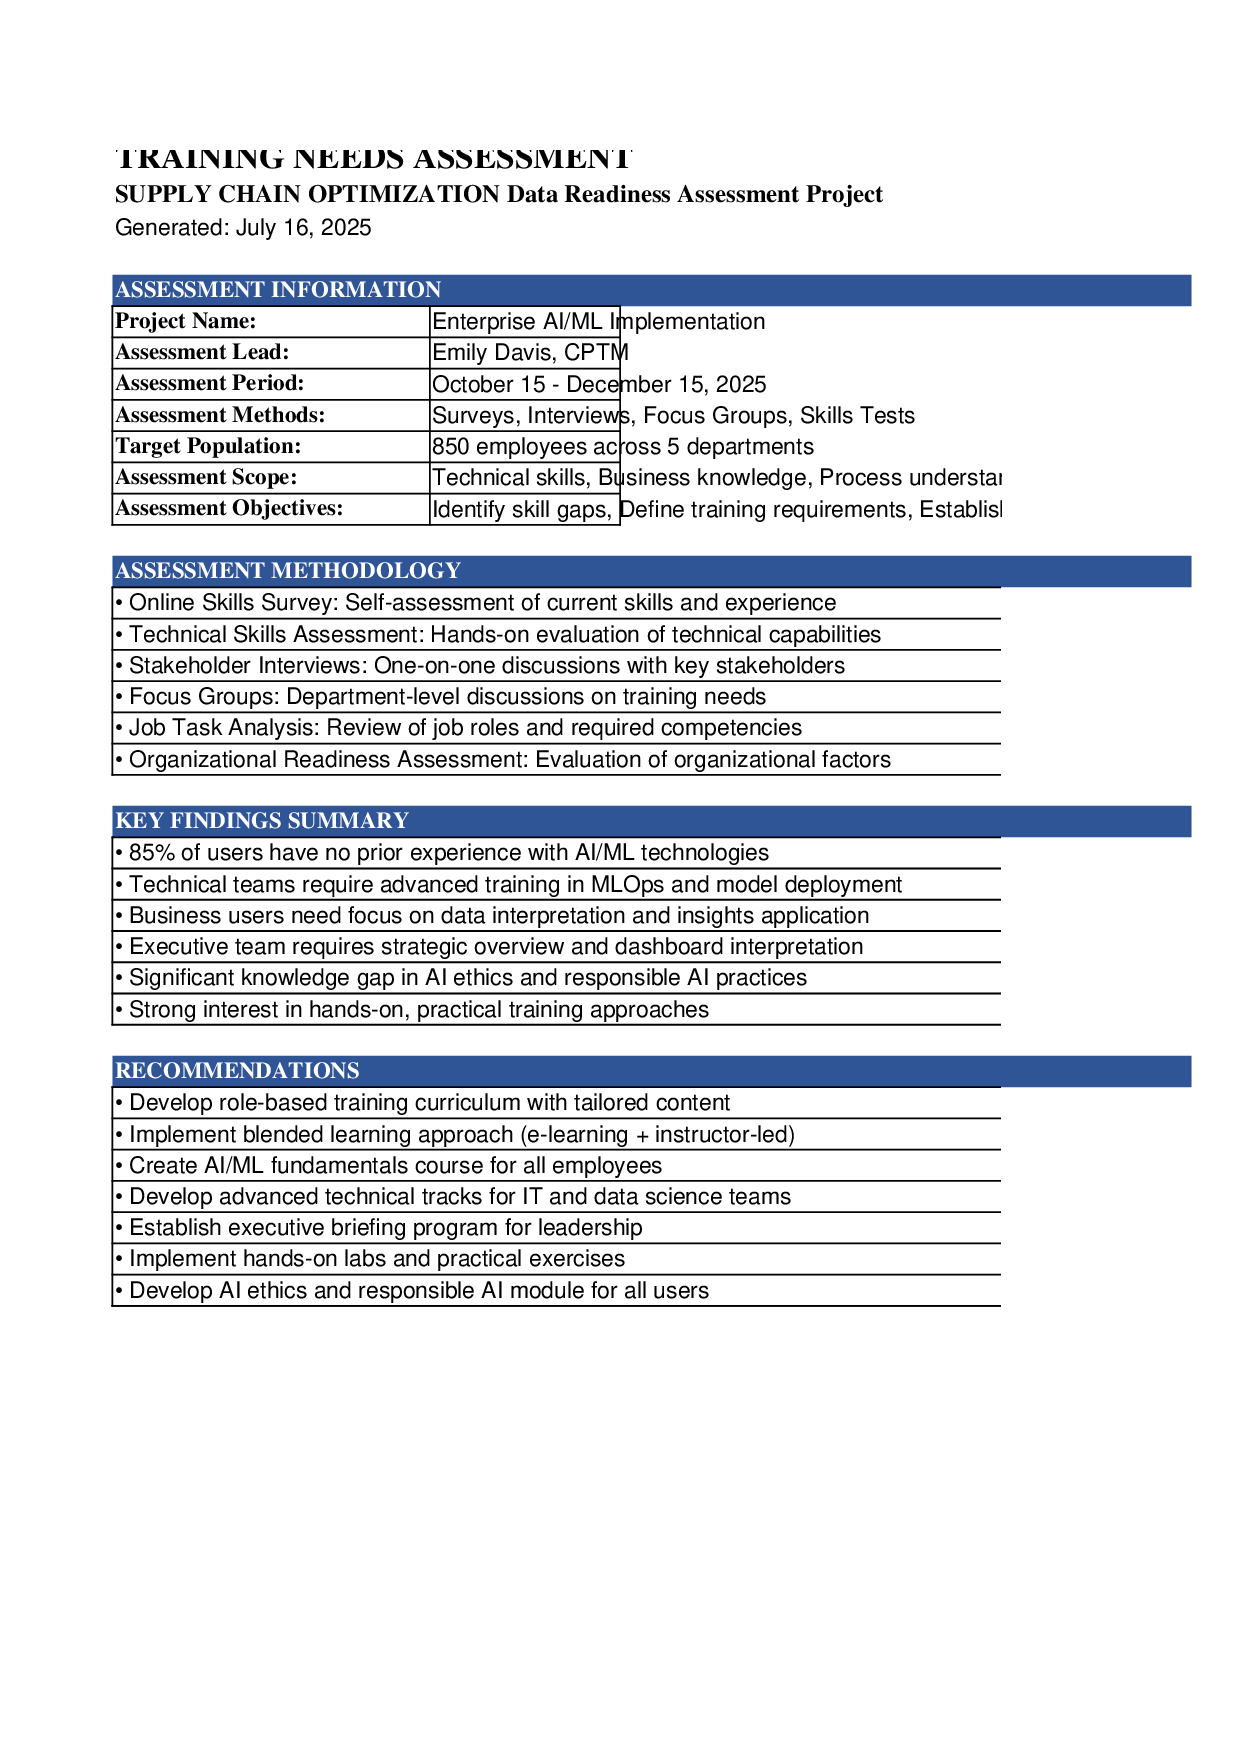 TRAINING NEEDS ASSESSMENT
SUPPLY CHAIN OPTIMIZATION Data Readiness Assessment Project
Generated: July 16, 2025
ASSESSMENT INFORMATION
Project Name: Enterprise AI/ML Implementation
Assessment Lead: Emily Davis, CPTM
Assessment Period: October 15 - December 15, 2025
Assessment Methods: Surveys, Interviews, Focus Groups, Skills Tests
Target Population: 850 employees across 5 departments
Assessment Scope: Technical skills, Business knowledge, Process
Assessment Objectives: Identify skill gaps, Define training requirements,
ASSESSMENT METHODOLOGY
• Online Skills Survey: Self-assessment of current skills and experience
• Technical Skills Assessment: Hands-on evaluation of technical capabilities
• Stakeholder Interviews: One-on-one discussions with key stakeholders
• Focus Groups: Department-level discussions on training needs
• Job Task Analysis: Review of job roles and required competencies
• Organizational Readiness Assessment: Evaluation of organizational factors
KEY FINDINGS SUMMARY
• 85% of users have no prior experience with AI/ML technologies
• Technical teams require advanced training in MLOps and model deployment
• Business users need focus on data interpretation and insights application
• Executive team requires strategic overview and dashboard interpretation
• Significant knowledge gap in AI ethics and responsible AI practices
• Strong interest in hands-on, practical training approaches
RECOMMENDATIONS
• Develop role-based training curriculum with tailored content
• Implement blended learning approach (e-learning + instructor-led)
• Create AI/ML fundamentals course for all employees
• Develop advanced technical tracks for IT and data science teams
• Establish executive briefing program for leadership
• Implement hands-on labs and practical exercises
• Develop AI ethics and responsible AI module for all users